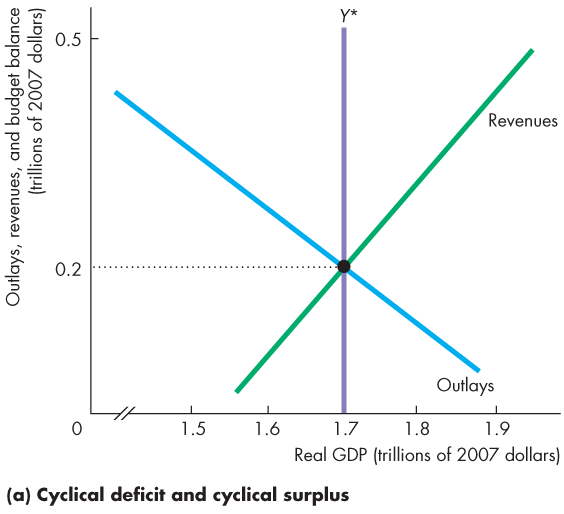 Outlays, revenues, and budget balance
(trillions of 2007 dollars)
Y*
0.5
Revenues
0.2
Outlays
0
1.5
1.6
1.7
1.8
1.9
Real GDP (trillions of 2007 dollars)
(a) Cyclical deficit and cyclical surplus